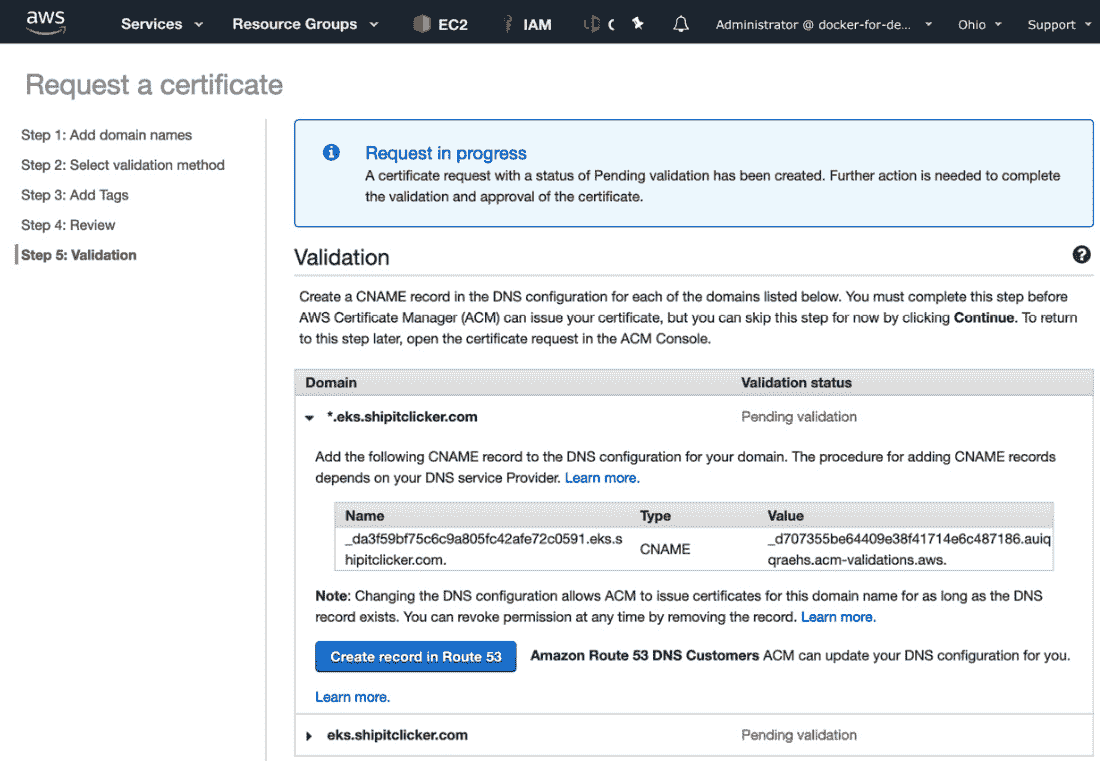 aws
Services
Resource Groups
EC2
IAM
Administrator @ docker-for-de...
Ohio
Support
Request a certificate
Step 1: Add domain names
Step 2: Select validation method
Step 3: Add Tags
Step 4: Review
Step 5: Validation
Request in progress
A certificate request with a status of Pending validation has been created. Further action is needed to complete
the validation and approval of the certificate.
Validation
Create a CNAME record in the DNS configuration for each of the domains listed below. You must complete this step before
AWS Certificate Manager (ACM) can issue your certificate, but you can skip this step for now by clicking Continue. To return
to this step later, open the certificate request in the ACM Console.
Domain Validation status
*.eks.shipitclicker.com Pending validation
Add the following CNAME record to the DNS configuration for your domain. The procedure for adding CNAME records
depends on your DNS service Provider. Learn more.
Name Type Value
_da3f59bf75c6c9a805fc42afe72c0591.eks.s
hipitclicker.com.
CNAME
_d707355be64409e38f41714e6c487186.auiq
qraehs.acm-validations.aws.
Note: Changing the DNS configuration allows ACM to issue certificates for this domain name for as long as the DNS
record exists. You can revoke permission at any time by removing the record. Learn more.
Create record in Route 53
Amazon Route 53 DNS Customers ACM can update your DNS configuration for you.
Learn more.
eks.shipitclicker.com Pending validation